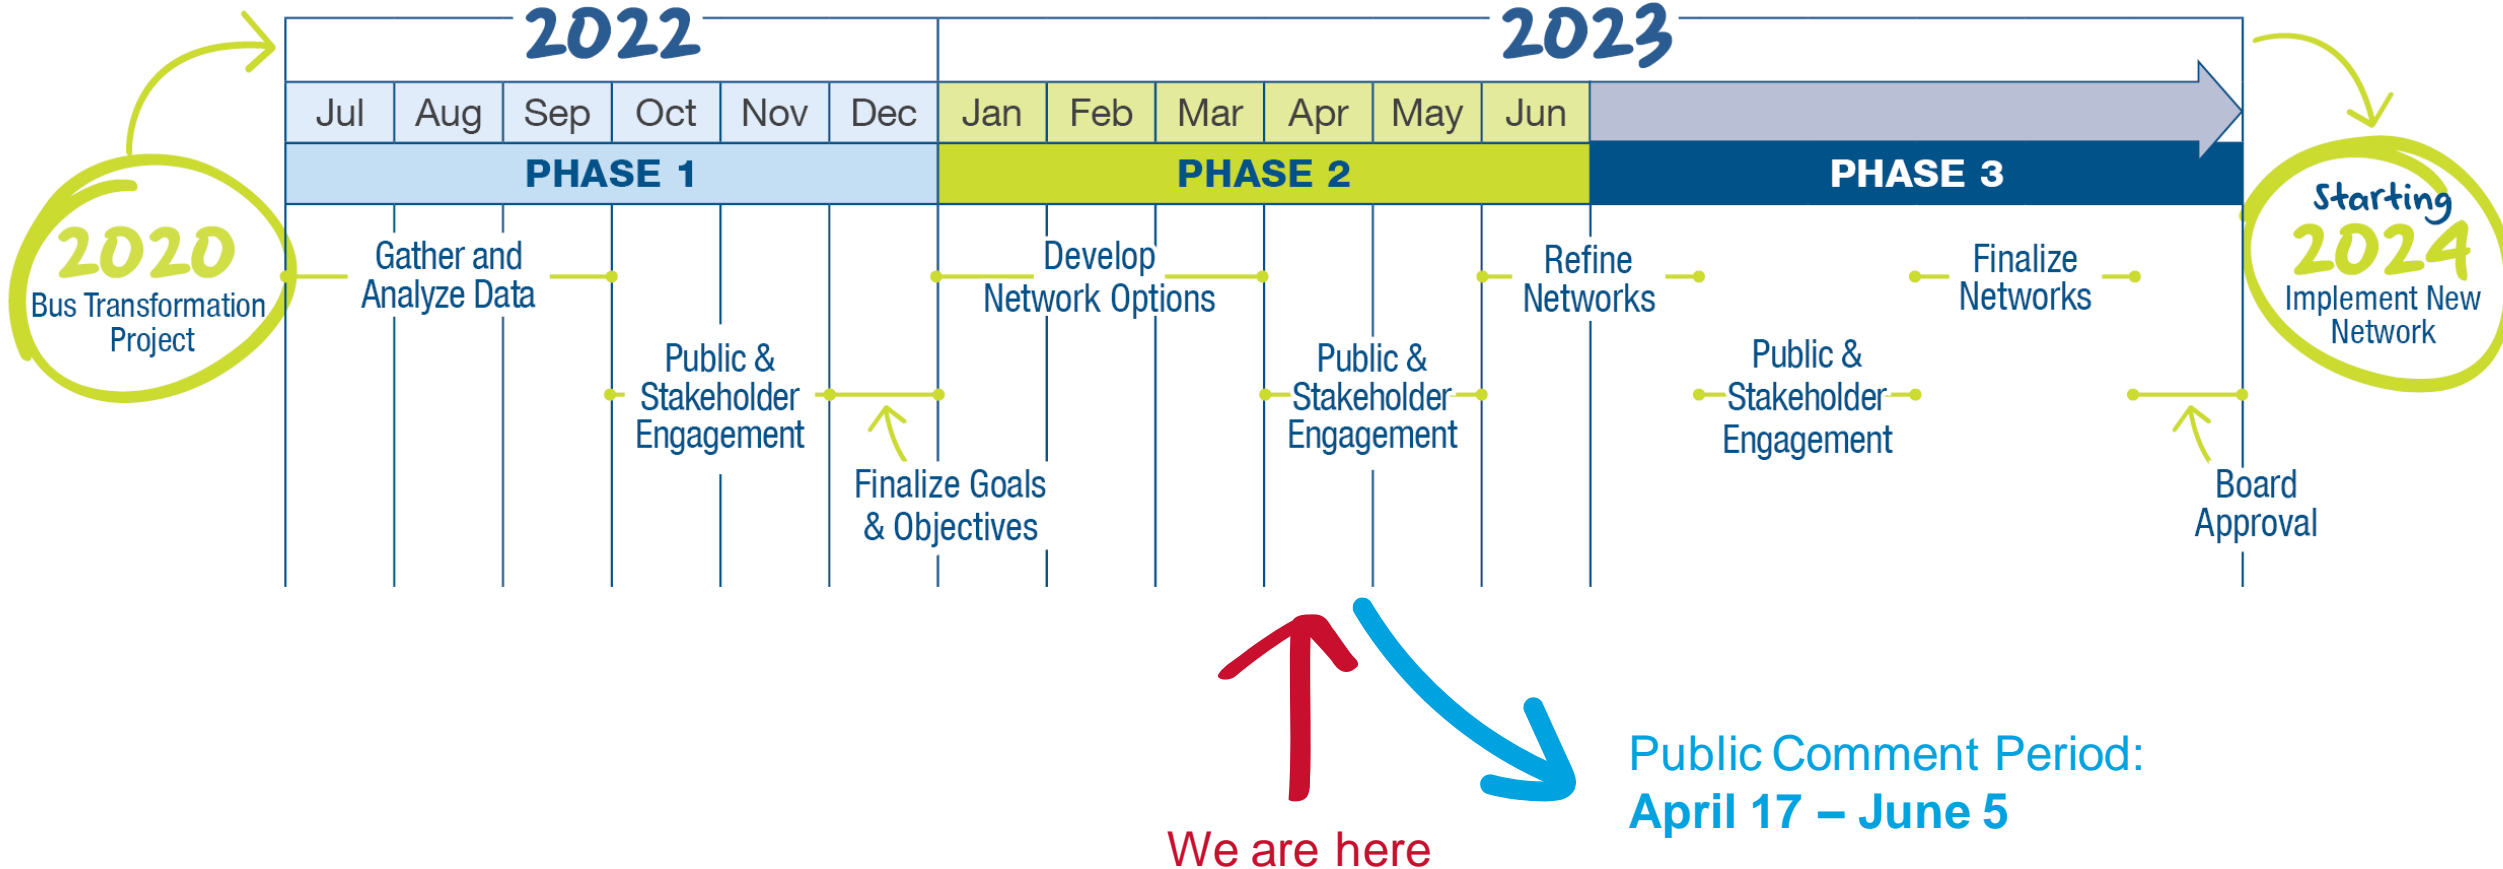 2022
2023
Jul Aug Sep Oct Nov Dec Jan Feb Mar Apr May Jun
PHASE 1
PHASE 2
PHASE 3
2020
Bus Transformation
Project
Gather and
Analyze Data
Public &
Stakeholder
Engagement
Finalize Goals
& Objectives
Develop
Network Options
Public &
Stakeholder
Engagement
Refine
Networks
Public &
Stakeholder
Engagement
Finalize
Networks
Board
Approval
Starting
2024
Implement New
Network
We are here
Public Comment Period:
April 17 – June 5